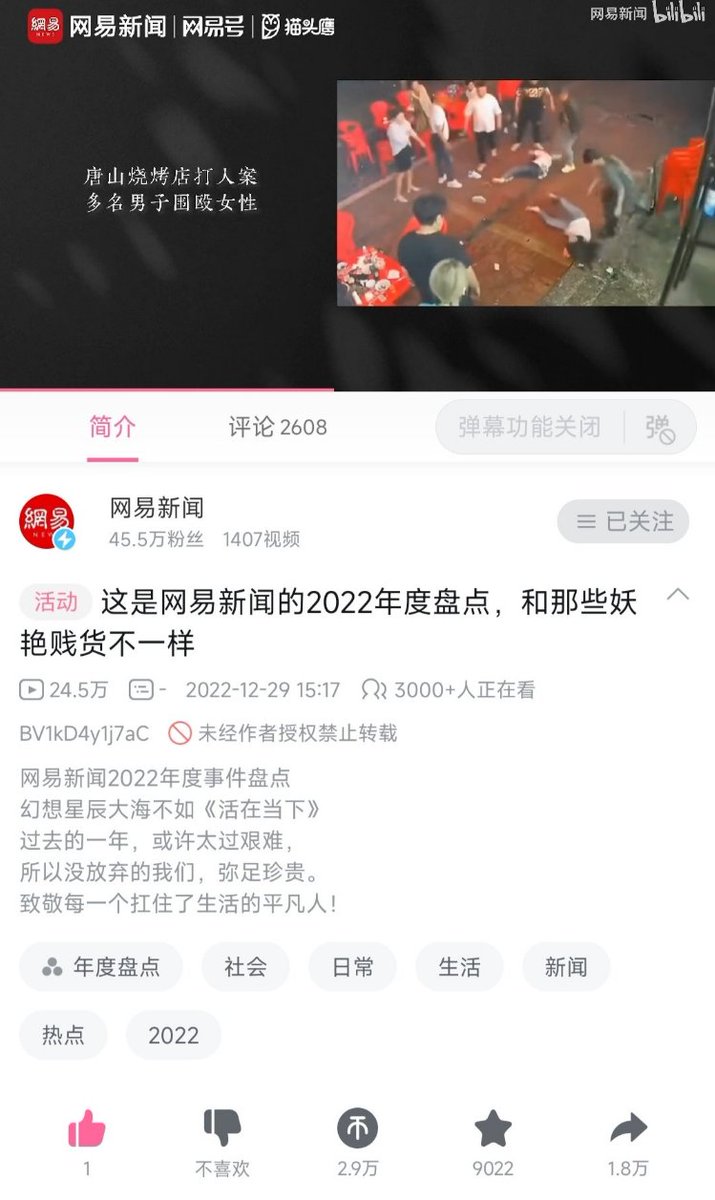 網易 NEWS 网易新闻 | 网易号 | 猫头鹰
网易新闻 bilibili
唐山烧烤店打人案
多名男子围殴女性
简介
评论 2608
弹幕功能关闭
弹
網易 NEWS
网易新闻
45.5万粉丝 1407视频
已关注
活动 这是网易新闻的2022年度盘点，和那些妖
艳贱货不一样
24.5万 - 2022-12-29 15:17 3000+人正在看
BV1kD4y1j7aC 未经作者授权禁止转载
网易新闻2022年度事件盘点
幻想星辰大海不如《活在当下》
过去的一年，或许太过艰难，
所以没放弃的我们，弥足珍贵。
致敬每一个扛住了生活的平凡人！
年度盘点 社会 日常 生活 新闻
热点 2022
1 不喜欢 2.9万 9022 1.8万